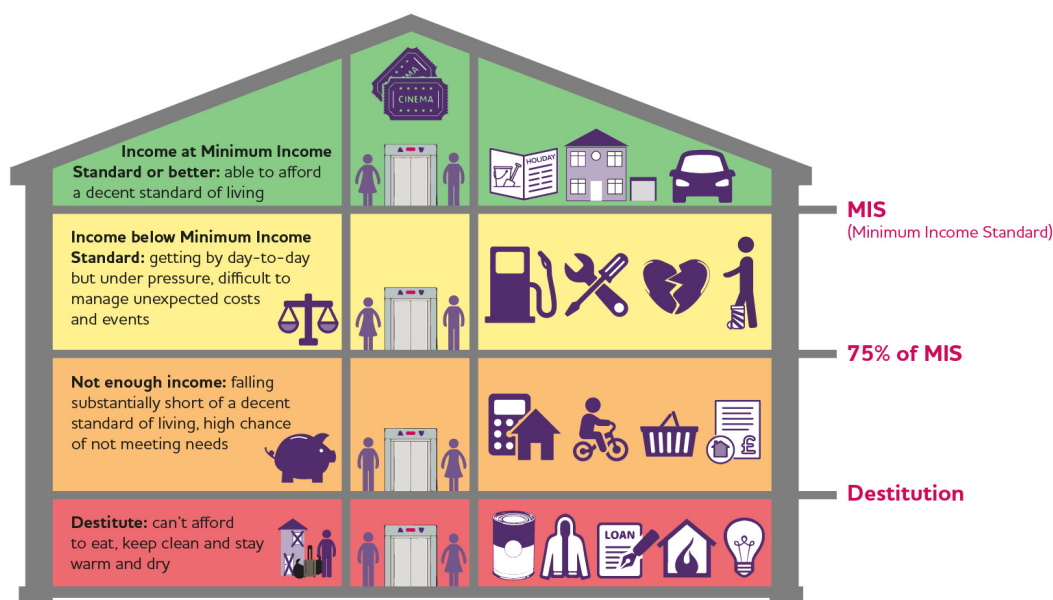 CINEMA
Income at Minimum Income
Standard or better: able to afford
a decent standard of living
HOLIDAY
MIS
(Minimum Income Standard)
Income below Minimum Income
Standard: getting by day-to-day
but under pressure, difficult to
manage unexpected costs
and events
75% of MIS
Not enough income: falling
substantially short of a decent
standard of living, high chance
of not meeting needs
£
Destitution
Destitute: can’t afford
to eat, keep clean and stay
warm and dry
LOAN